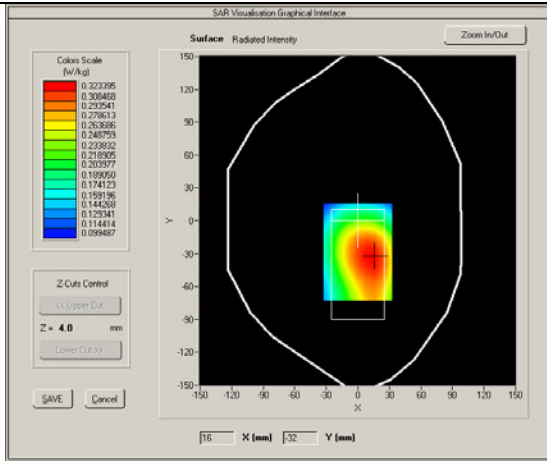 SAR Visualisation Graphical Interface
Surface Radiated Intensity
Zoom In/Out
Colors Scale
(W/kg)
0.323395
0.308468
0.293541
0.278613
0.263686
0.248759
0.233832
0.218905
0.203977
0.189050
0.174123
0.159196
0.144268
0.129341
0.114414
0.099487
Z-Cuts Control
<< Upper Cut
Z = 4.0 mm
Lower Cut >>
SAVE Cancel
150
120
90
60
30
0
-30
-60
-90
-120
-150
Y
-150 -120 -90 -60 -30 0 30 60 90 120 150
X
16 X (mm) -32 Y (mm)